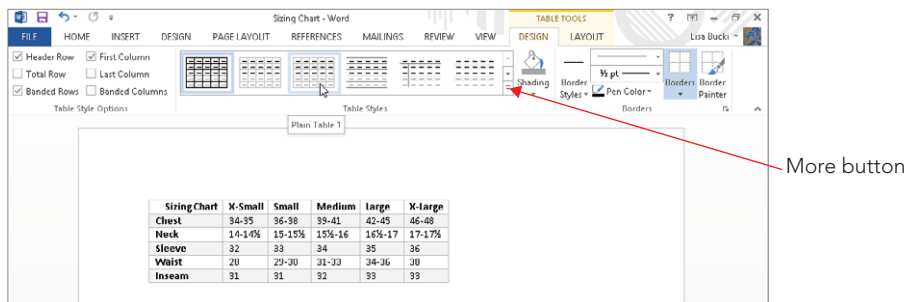 Sizing Chart - Word
TABLE TOOLS
FILE HOME INSERT DESIGN PAGE LAYOUT REFERENCES MAILINGS REVIEW VIEW DESIGN LAYOUT Lisa Bucki
Header Row First Column
Total Row Last Column
Banded Rows Banded Columns
Table Style Options
Table Styles
Shading
Border Styles
½ pt
Pen Color
Borders
Border Painter
Borders
Plain Table 1
More button
Sizing Chart X-Small Small Medium Large X-Large
Chest 34-35 36-38 39-41 42-45 46-48
Neck 14-14½ 15-15½ 15½-16 16½-17 17-17½
Sleeve 32 33 34 35 36
Waist 28 29-30 31-33 34-36 38
Inseam 31 31 32 33 33